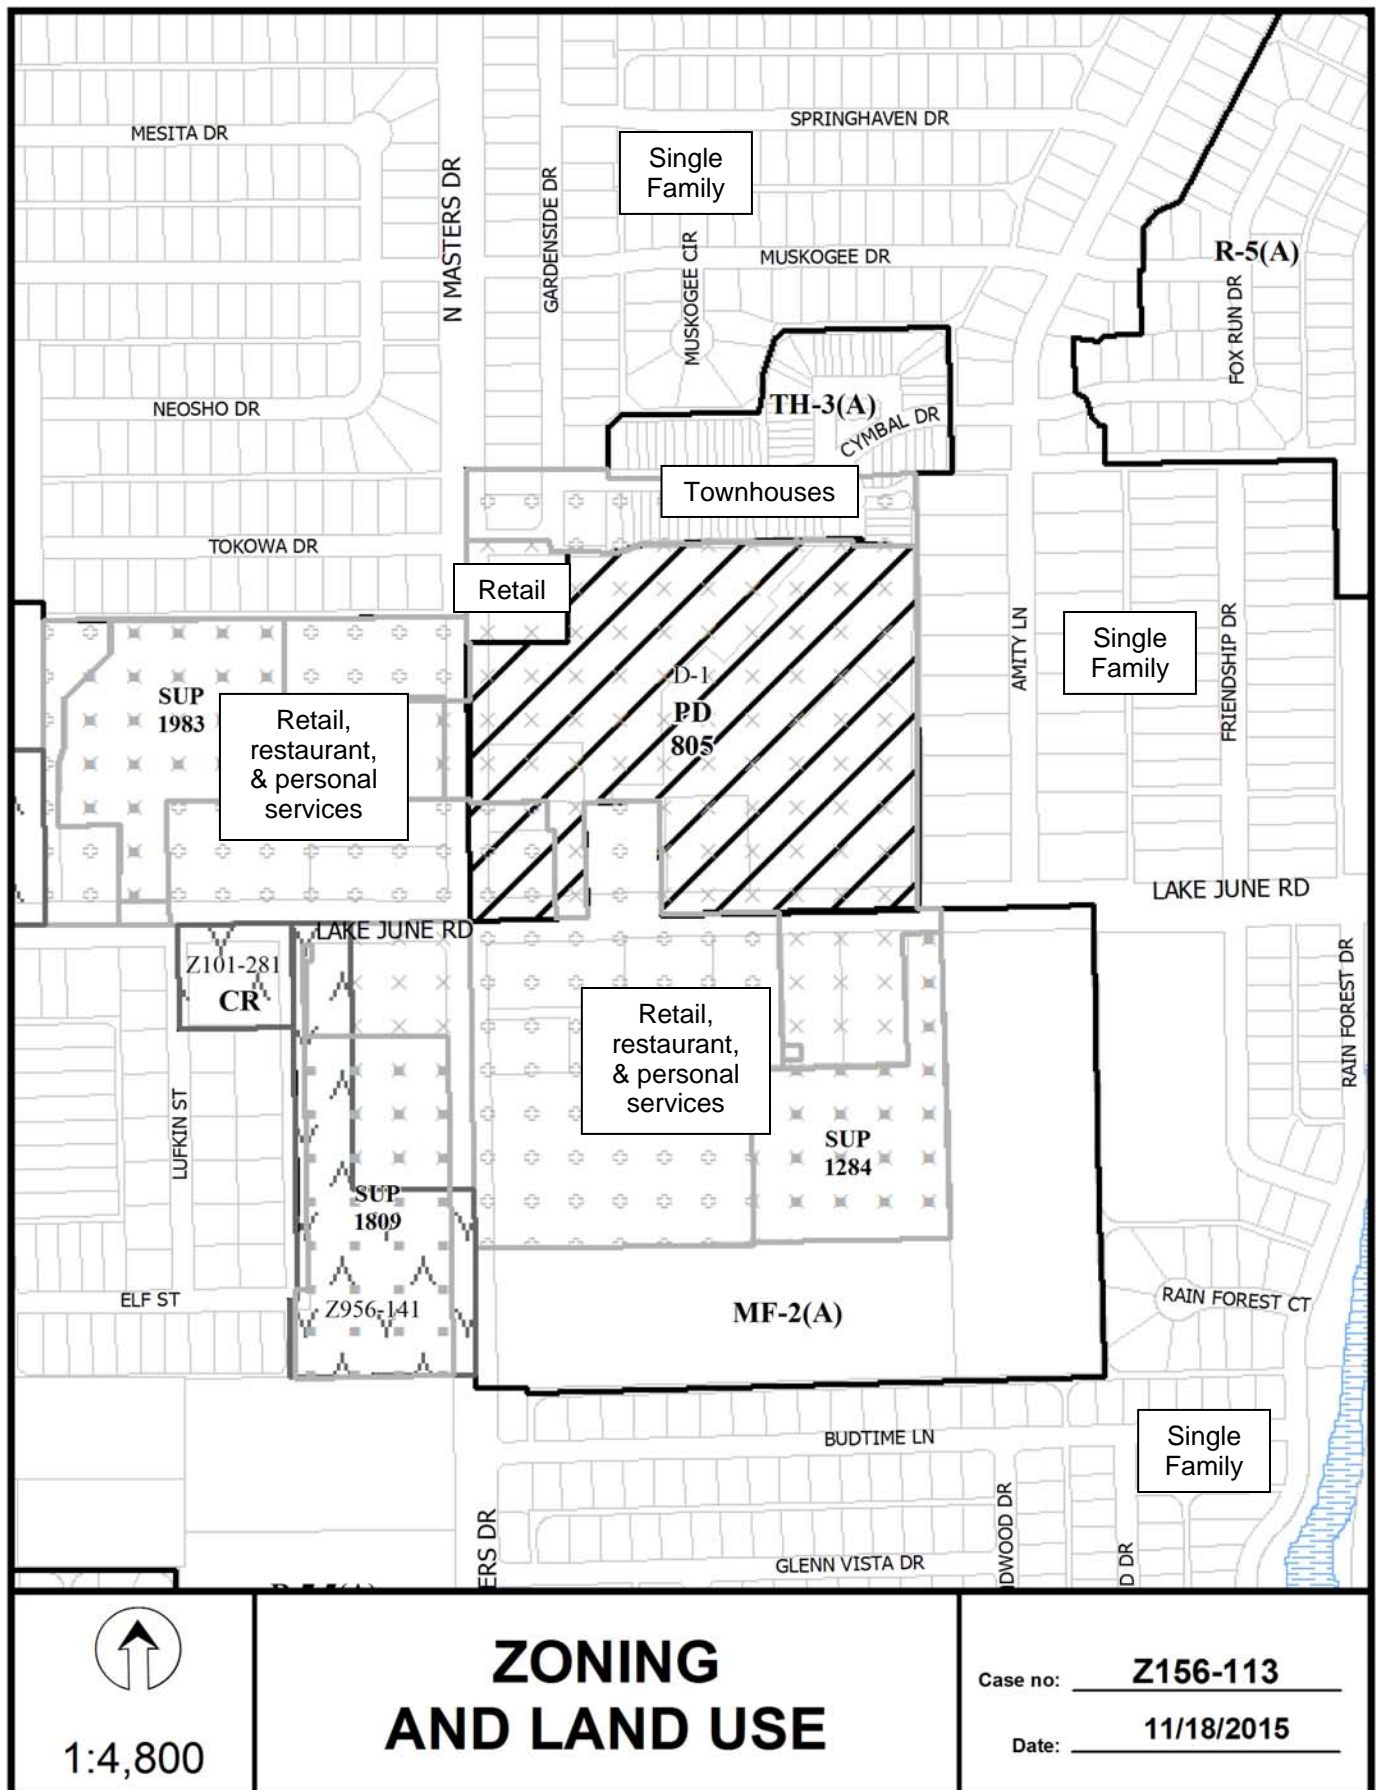 MESITA DR
SPRINGHAVEN DR
Single
Family
N MASTERS DR
GARDENSIDE DR
MUSKOGEE CIR
MUSKOGEE DR
R-5(A)
FOX RUN DR
NEOSHO DR
TH-3(A)
CYMBAL DR
Townhouses
TOKOWA DR
Retail
AMITY LN
Single
Family
FRIENDSHIP DR
D-1
PD
805
SUP
1983
Retail,
restaurant,
& personal
services
LAKE JUNE RD
LAKE JUNE RD
Z101-281
CR
RAIN FOREST DR
Retail,
restaurant,
& personal
services
LUFKIN ST
SUP
1284
SUP
1809
ELF ST
Z956-141
MF-2(A)
RAIN FOREST CT
BUDTIME LN
Single
Family
ERS DR
DWOOD DR
D DR
GLENN VISTA DR
ZONING
AND LAND USE
1:4,800
Case no: Z156-113
Date: 11/18/2015